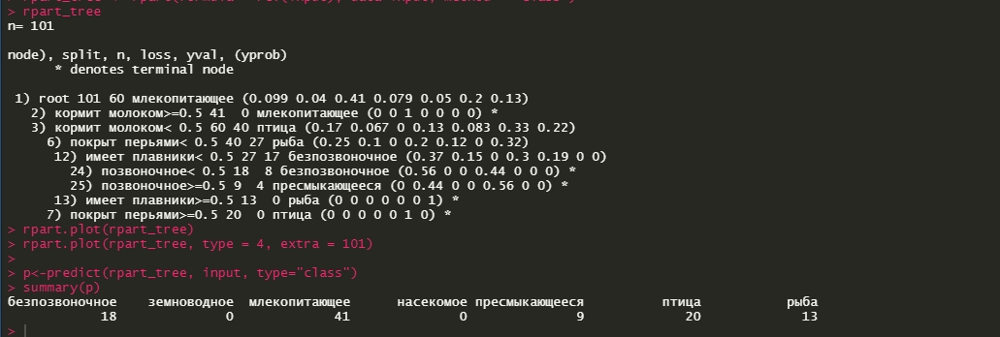 > rpart_tree
n= 101
node), split, n, loss, yval, (yprob)
* denotes terminal node
1) root 101 60 млекопитающее (0.099 0.04 0.41 0.079 0.05 0.2 0.13)
2) кормит молоком>=0.5 41 0 млекопитающее (0 0 1 0 0 0 0) *
3) кормит молоком< 0.5 60 40 птица (0.17 0.067 0 0.13 0.083 0.33 0.22)
6) покрыт перьями< 0.5 40 27 рыба (0.25 0.1 0 0.2 0.12 0 0.32)
12) имеет плавники< 0.5 27 17 безпозвоночное (0.37 0.15 0 0.3 0.19 0 0)
24) позвоночное< 0.5 18 8 безпозвоночное (0.56 0 0 0.44 0 0 0) *
25) позвоночное>=0.5 9 4 пресмыкающееся (0 0.44 0 0 0.56 0 0) *
13) имеет плавники>=0.5 13 0 рыба (0 0 0 0 0 0 1) *
7) покрыт перьями>=0.5 20 0 птица (0 0 0 0 0 1 0) *
> rpart.plot(rpart_tree)
> rpart.plot(rpart_tree, type = 4, extra = 101)
>
> p<-predict(rpart_tree, input, type="class")
> summary(p)
безпозвоночное земноводное млекопитающее насекомое пресмыкающееся птица рыба
18 0 41 0 9 20 13
>